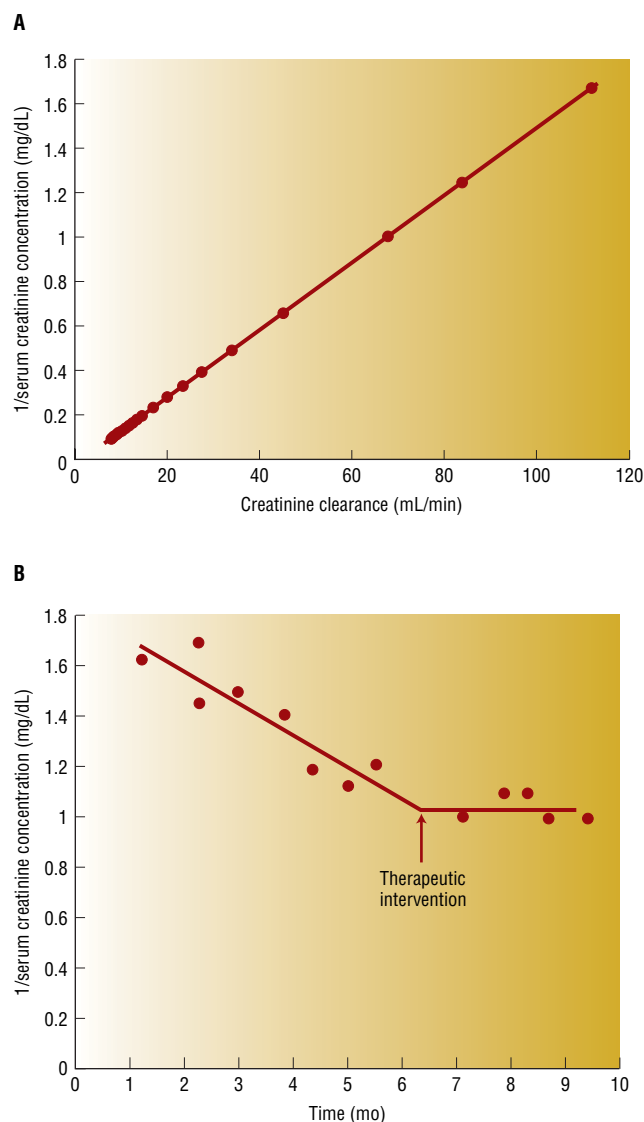 A
1.8
1.6
1.4
1.2
1
0.8
0.6
0.4
0.2
0
0 20 40 60 80 100 120
1/serum creatinine concentration (mg/dL)
Creatinine clearance (mL/min)
B
1.8
1.6
1.4
1.2
1
0.8
0.6
0.4
0.2
0
0 1 2 3 4 5 6 7 8 9 10
1/serum creatinine concentration (mg/dL)
Therapeutic
intervention
Time (mo)